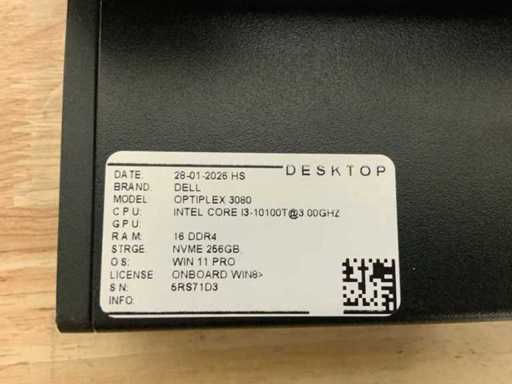 DESKTOP
DATE: 28-01-2026 HS
BRAND: DELL
MODEL OPTIPLEX 3080
CPU: INTEL CORE I3-10100T@3.00GHZ
GPU:
RAM: 16 DDR4
STRGE: NVME 256GB
OS: WIN 11 PRO
LICENSE ONBOARD WIN8>
SN: 5RS71D3
INFO: